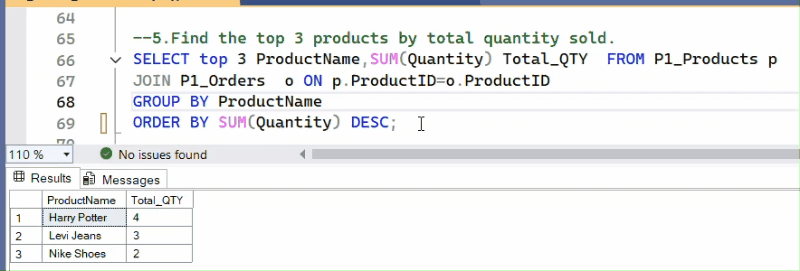 64
65 --5.Find the top 3 products by total quantity sold.
66 SELECT top 3 ProductName,SUM(Quantity) Total_QTY  FROM P1_Products p
67 JOIN P1_Orders  o ON p.ProductID=o.ProductID
68 GROUP BY ProductName
69 ORDER BY SUM(Quantity) DESC;
110 % No issues found
Results Messages
ProductName Total_QTY
1 Harry Potter 4
2 Levi Jeans 3
3 Nike Shoes 2